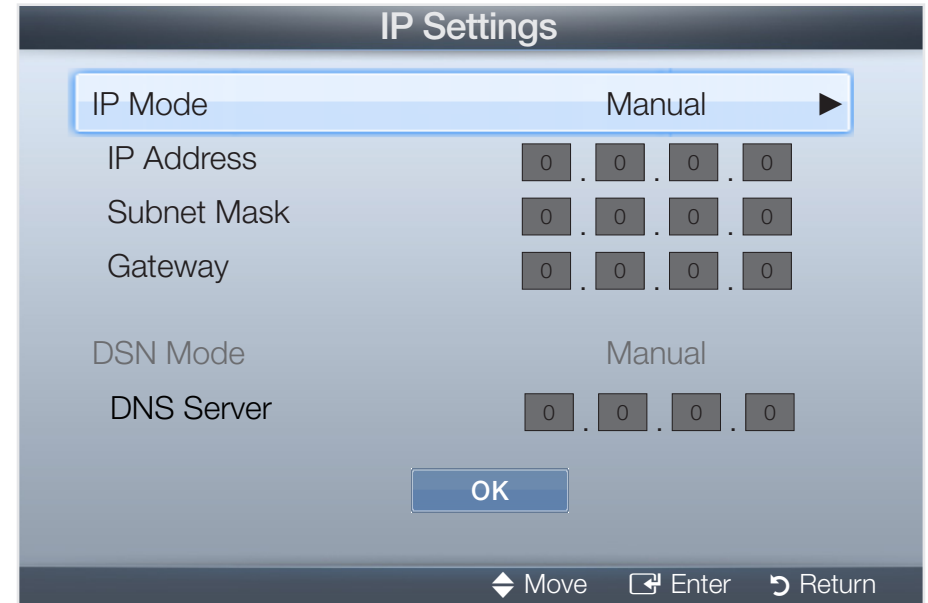 IP Settings
IP Mode Manual ►
IP Address 0 . 0 . 0 . 0
Subnet Mask 0 . 0 . 0 . 0
Gateway 0 . 0 . 0 . 0
DSN Mode Manual
DNS Server 0 . 0 . 0 . 0
OK
Move Enter Return